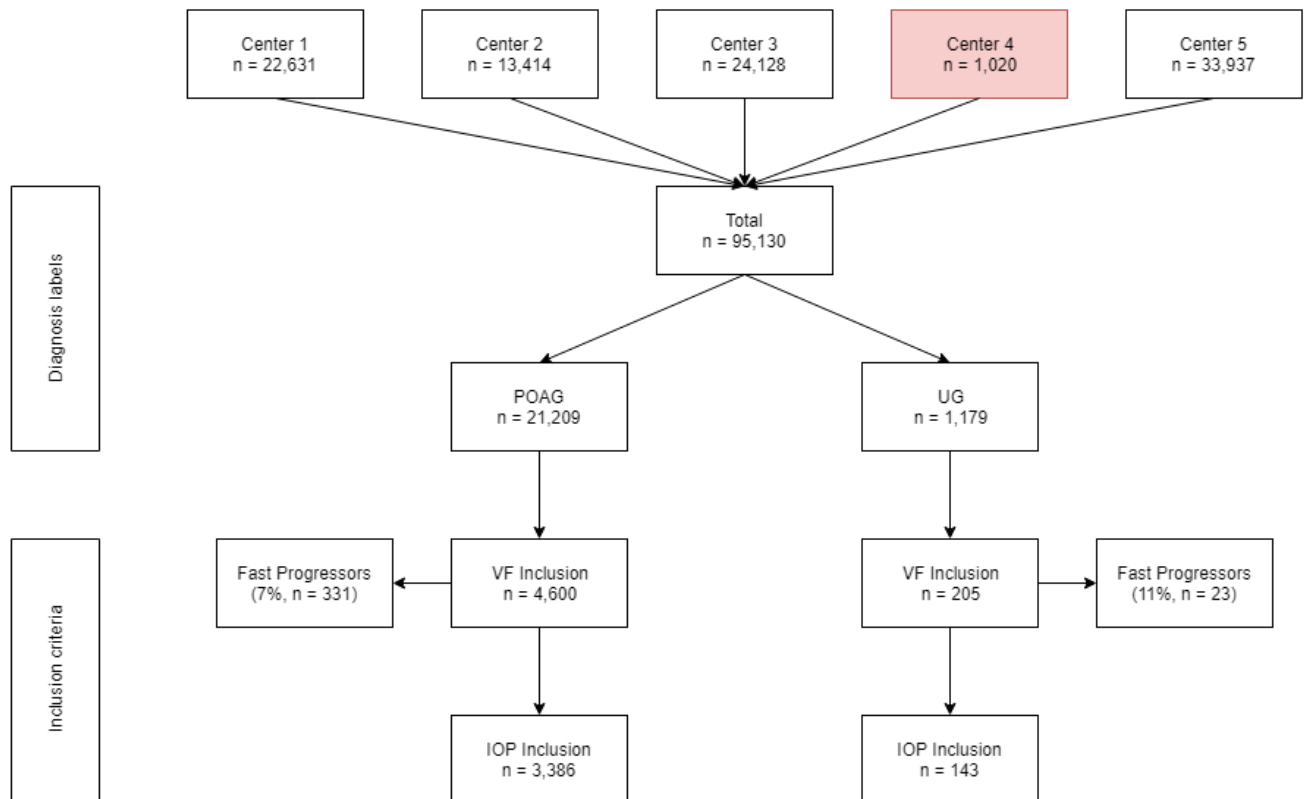 Center 1
n = 22,631
Center 2
n = 13,414
Center 3
n = 24,128
Center 4
n = 1,020
Center 5
n = 33,937
Diagnosis labels
Total
n = 95,130
POAG
n = 21,209
UG
n = 1,179
Inclusion criteria
Fast Progressors
(7%, n = 331)
VF Inclusion
n = 4,600
VF Inclusion
n = 205
Fast Progressors
(11%, n = 23)
IOP Inclusion
n = 3,386
IOP Inclusion
n = 143